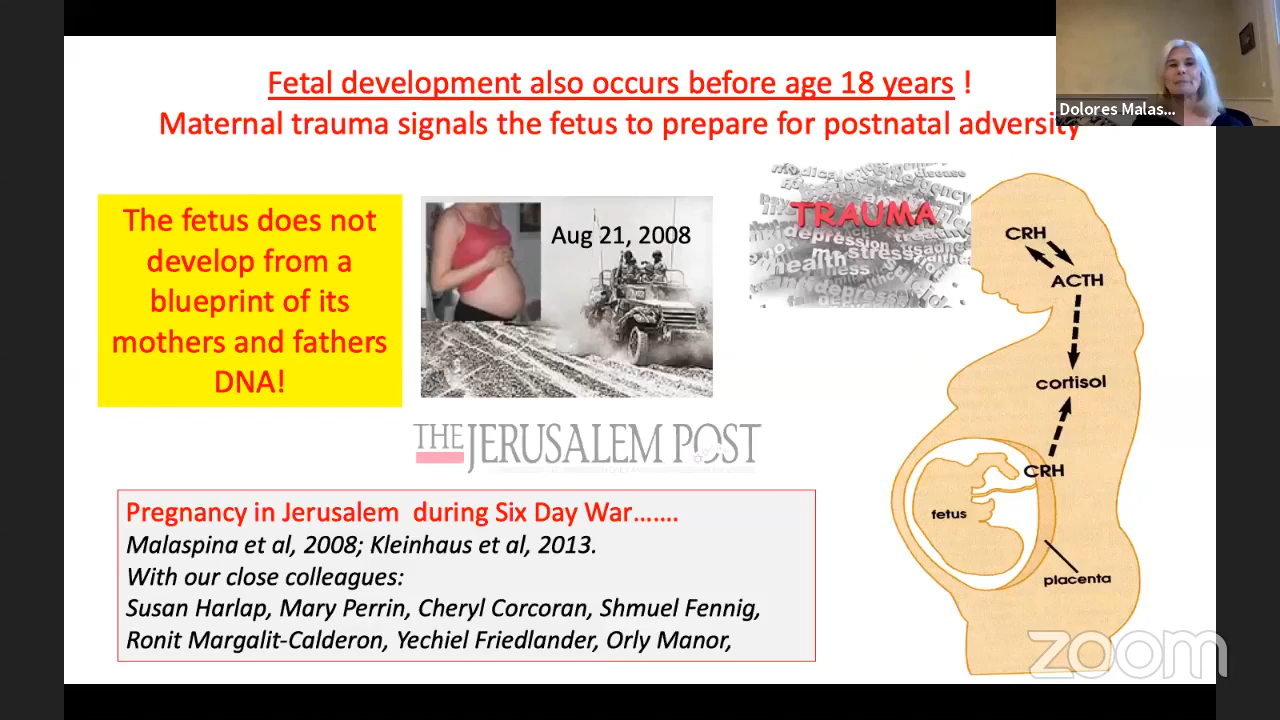 Fetal development also occurs before age 18 years !
Maternal trauma signals the fetus to prepare for postnatal adversity
Dolores Malas...
The fetus does not
develop from a
blueprint of its
mothers and fathers
DNA!
Aug 21, 2008
TRAUMA
depression
stress
health
CRH
ACTH
cortisol
CRH
fetus
placenta
THE JERUSALEM POST
Pregnancy in Jerusalem during Six Day War.......
Malaspina et al, 2008; Kleinhaus et al, 2013.
With our close colleagues:
Susan Harlap, Mary Perrin, Cheryl Corcoran, Shmuel Fennig,
Ronit Margalit-Calderon, Yechiel Friedlander, Orly Manor,
zoom